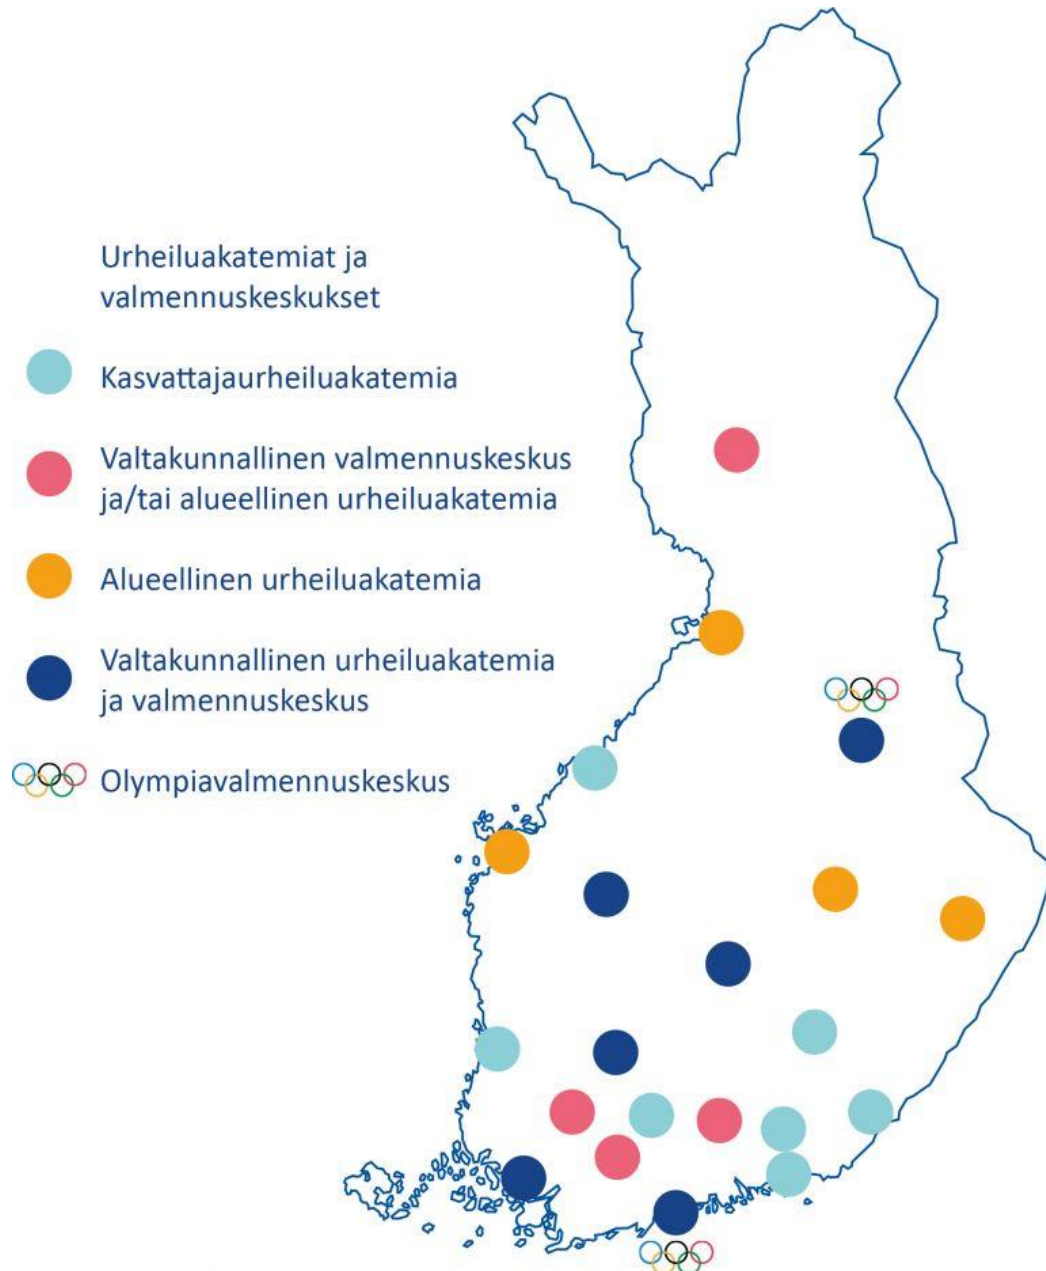 Urheiluakatemiat ja
valmennuskeskukset
Kasvattajaurheiluakatemia
Valtakunnallinen valmennuskeskus
ja/tai alueellinen urheiluakatemia
Alueellinen urheiluakatemia
Valtakunnallinen urheiluakatemia
ja valmennuskeskus
Olympiavalmennuskeskus